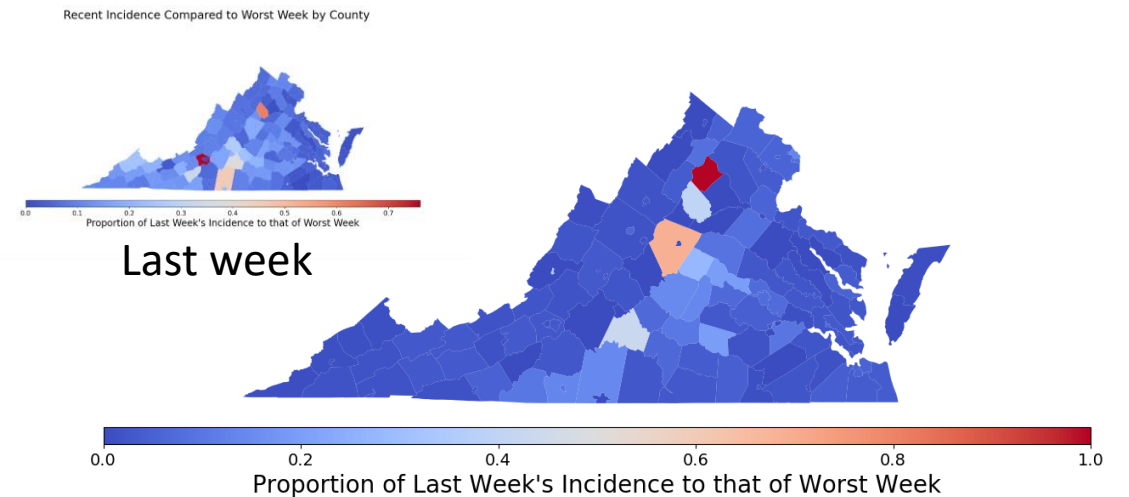 Recent Incidence Compared to Worst Week by County
0.0 0.1 0.2 0.3 0.4 0.5 0.6 0.7
Proportion of Last Week's Incidence to that of Worst Week
Last week
0.0 0.2 0.4 0.6 0.8 1.0
Proportion of Last Week's Incidence to that of Worst Week